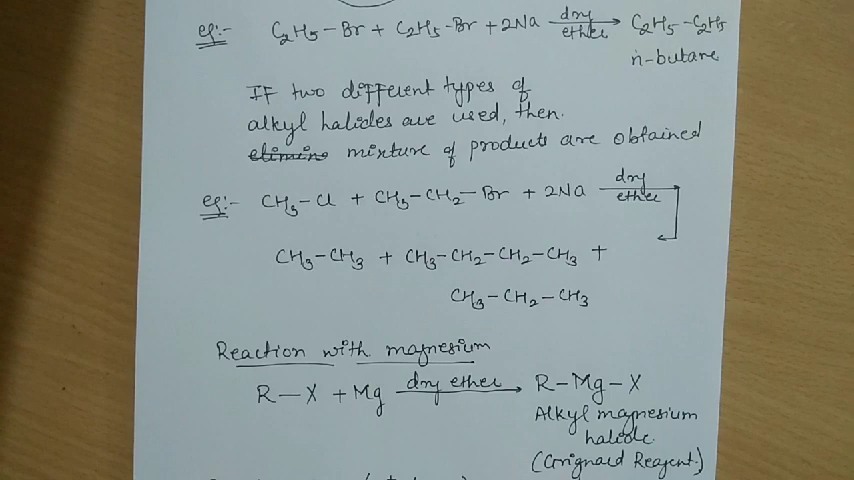 eg:- C2H5-Br + C2H5-Br + 2Na dry ether → C2H5-C2H5
n-butane
IF two different types of
alkyl halides are used, then.
mixture of products are obtained
eg:- CH3-Cl + CH3-CH2-Br + 2Na dry ether
CH3-CH3 + CH3-CH2-CH2-CH3 +
CH3-CH2-CH3
Reaction with magnesium
R-X + Mg dry ether → R-Mg-X
Alkyl magnesium
halide.
(Grignard Reagent.)